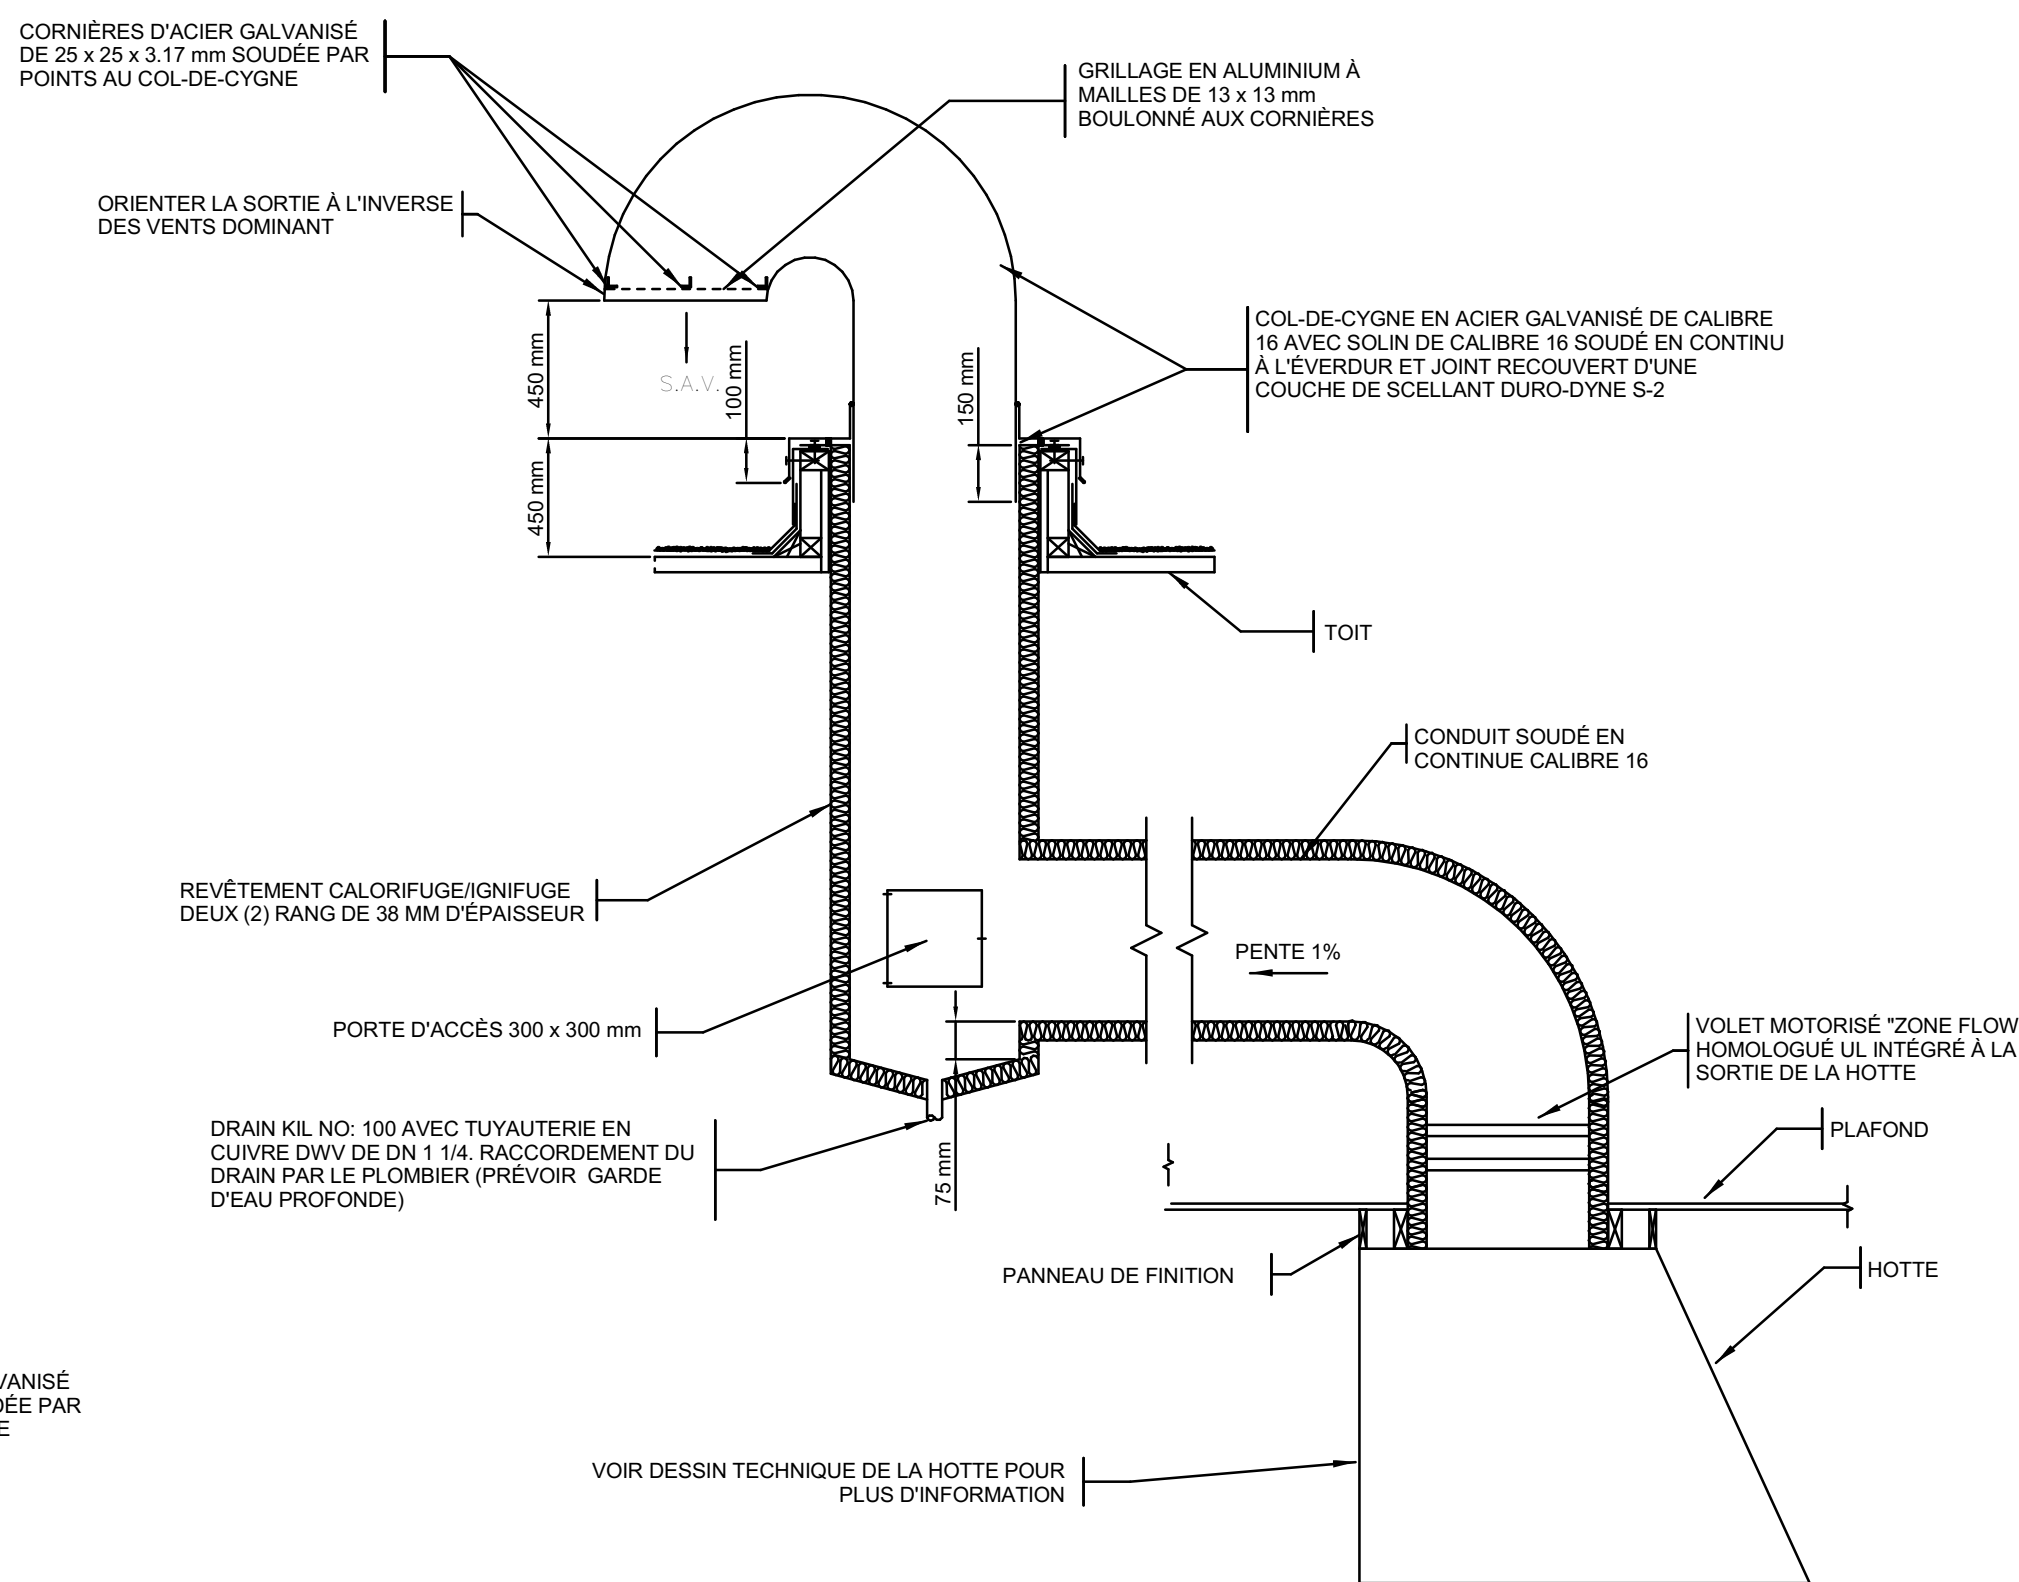 CORNIÈRES D'ACIER GALVANISÉ
DE 25 x 25 x 3.17 mm SOUDÉE PAR
POINTS AU COL-DE-CYGNE
GRILLAGE EN ALUMINIUM À
MAILLES DE 13 x 13 mm
BOULONNÉ AUX CORNIÈRES
ORIENTER LA SORTIE À L'INVERSE
DES VENTS DOMINANT
COL-DE-CYGNE EN ACIER GALVANISÉ DE CALIBRE
16 AVEC SOLIN DE CALIBRE 16 SOUDÉ EN CONTINU
À L'ÉVERDUR ET JOINT RECOUVERT D'UNE
COUCHE DE SCELLANT DURO-DYNE S-2
450 mm
S.A.V.
100 mm
150 mm
450 mm
TOIT
CONDUIT SOUDÉ EN
CONTINUE CALIBRE 16
REVÊTEMENT CALORIFUGE/IGNIFUGE
DEUX (2) RANG DE 38 MM D'ÉPAISSEUR
PENTE 1%
PORTE D'ACCÈS 300 x 300 mm
VOLET MOTORISÉ "ZONE FLOW
HOMOLOGUÉ UL INTÉGRÉ À LA
SORTIE DE LA HOTTE
DRAIN KIL NO: 100 AVEC TUYAUTERIE EN
CUIVRE DWV DE DN 1 1/4. RACCORDEMENT DU
DRAIN PAR LE PLOMBIER (PRÉVOIR GARDE
D'EAU PROFONDE)
75 mm
PLAFOND
PANNEAU DE FINITION
HOTTE
VANISÉ
DÉE PAR
E
VOIR DESSIN TECHNIQUE DE LA HOTTE POUR
PLUS D'INFORMATION